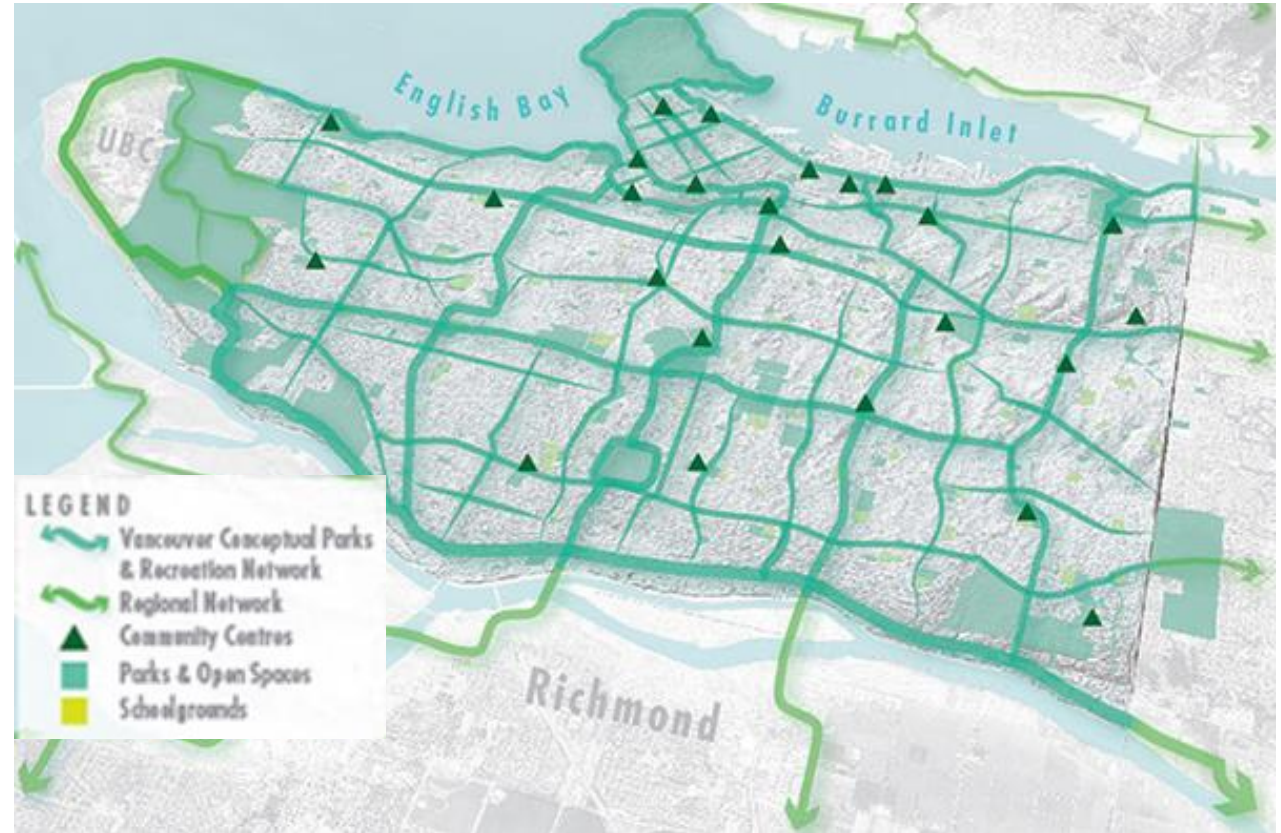 English Bay
Burrard Inlet
UBC
LEGEND
Vancouver Conceptual Parks
& Recreation Network
Regional Network
Community Centres
Parks & Open Spaces
Schoolgrounds
Richmond